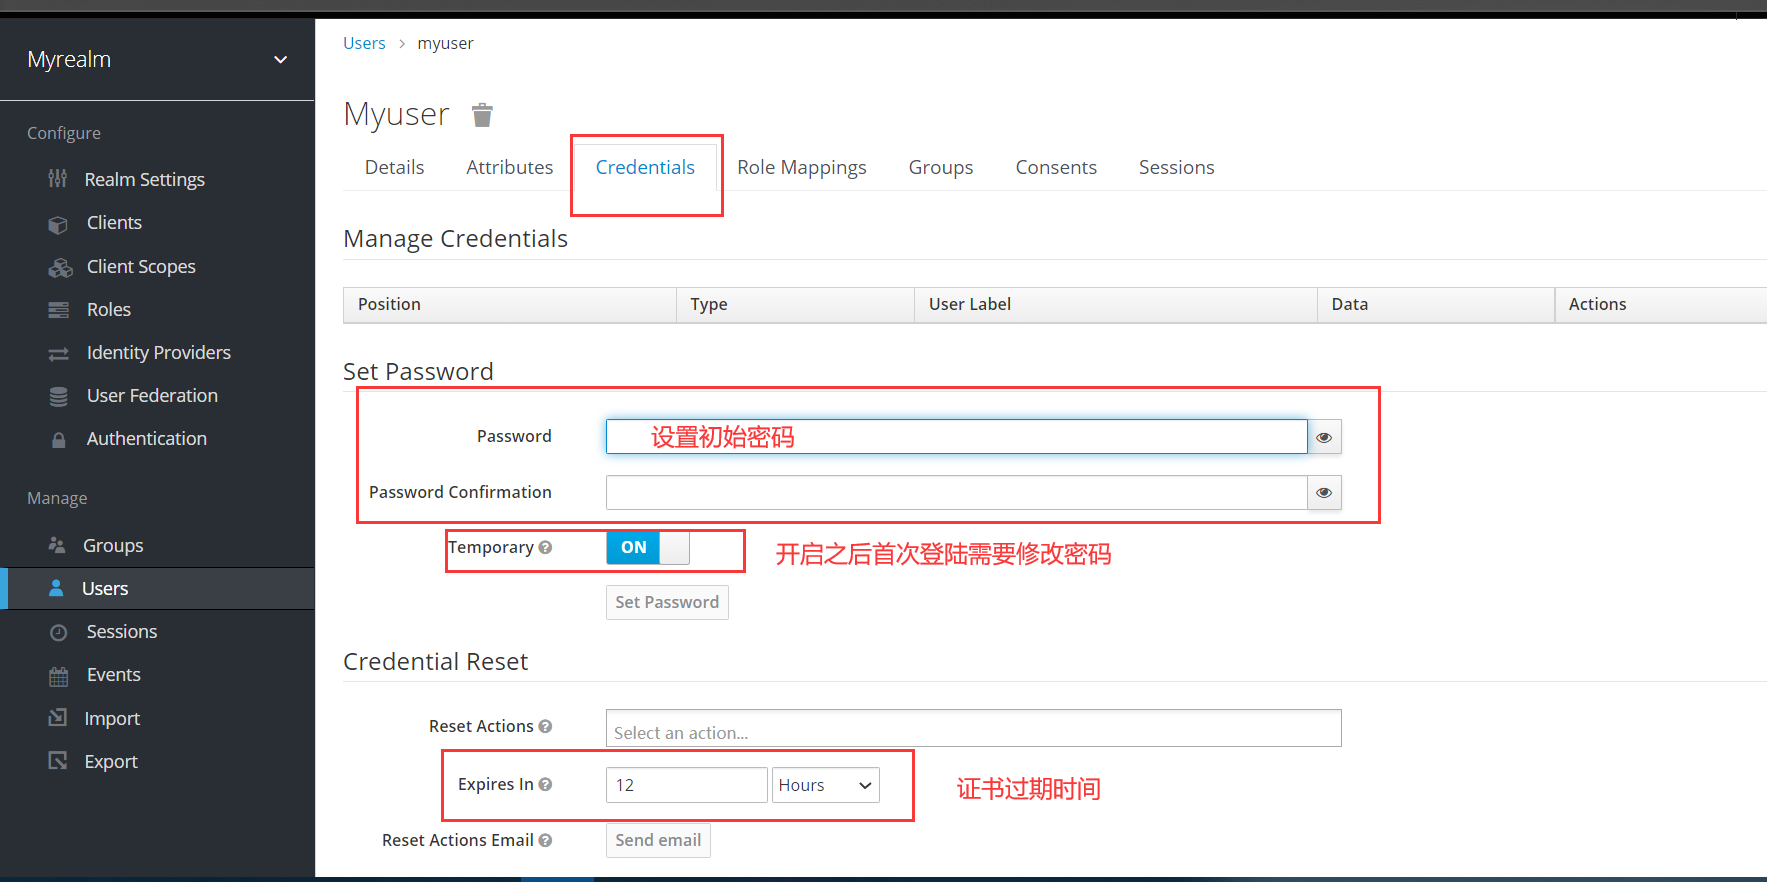 Myrealm
Configure
Realm Settings
Clients
Client Scopes
Roles
Identity Providers
User Federation
Authentication
Manage
Groups
Users
Sessions
Events
Import
Export
Users > myuser
Myuser
Details Attributes Credentials Role Mappings Groups Consents Sessions
Manage Credentials
Position Type User Label Data Actions
Set Password
Password 设置初始密码
Password Confirmation
Temporary ON 开启之后首次登陆需要修改密码
Set Password
Credential Reset
Reset Actions Select an action...
Expires In 12 Hours 证书过期时间
Reset Actions Email Send email